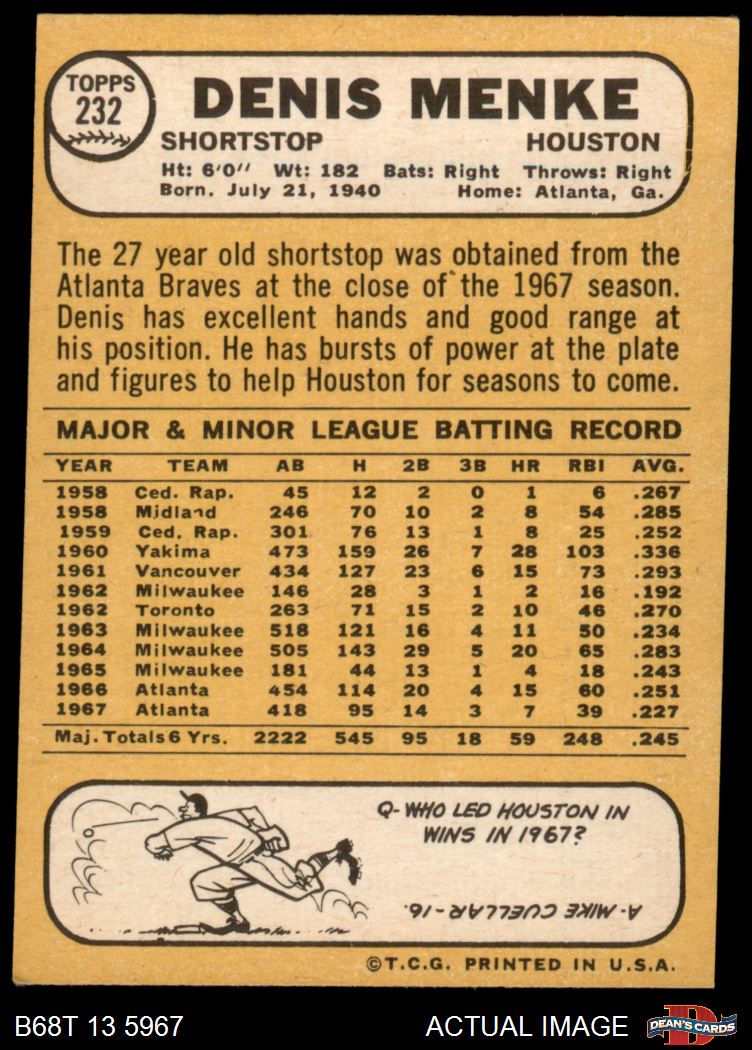 TOPPS
232
DENIS MENKE
SHORTSTOP HOUSTON
Ht: 6'0" Wt: 182 Bats: Right Throws: Right
Born. July 21, 1940 Home: Atlanta, Ga.
The 27 year old shortstop was obtained from the
Atlanta Braves at the close of the 1967 season.
Denis has excellent hands and good range at
his position. He has bursts of power at the plate
and figures to help Houston for seasons to come.
MAJOR & MINOR LEAGUE BATTING RECORD
YEAR TEAM AB H 2B 3B HR RBI AVG.
1958 Ced. Rap. 45 12 2 0 1 6 .267
1958 Midland 246 70 10 2 8 54 .285
1959 Ced. Rap. 301 76 13 1 8 25 .252
1960 Yakima 473 159 26 7 28 103 .336
1961 Vancouver 434 127 23 6 15 73 .293
1962 Milwaukee 146 28 3 1 2 16 .192
1962 Toronto 263 71 15 2 10 46 .270
1963 Milwaukee 518 121 16 4 11 50 .234
1964 Milwaukee 505 143 29 5 20 65 .283
1965 Milwaukee 181 44 13 1 4 18 .243
1966 Atlanta 454 114 20 4 15 60 .251
1967 Atlanta 418 95 14 3 7 39 .227
Maj. Totals 6 Yrs. 2222 545 95 18 59 248 .245
Q- WHO LED HOUSTON IN
WINS IN 1967?
A- MIKE CUELLAR-16.
©T.C.G. PRINTED IN U.S.A.
B68T 13 5967 ACTUAL IMAGE
D
DEAN'S CARDS